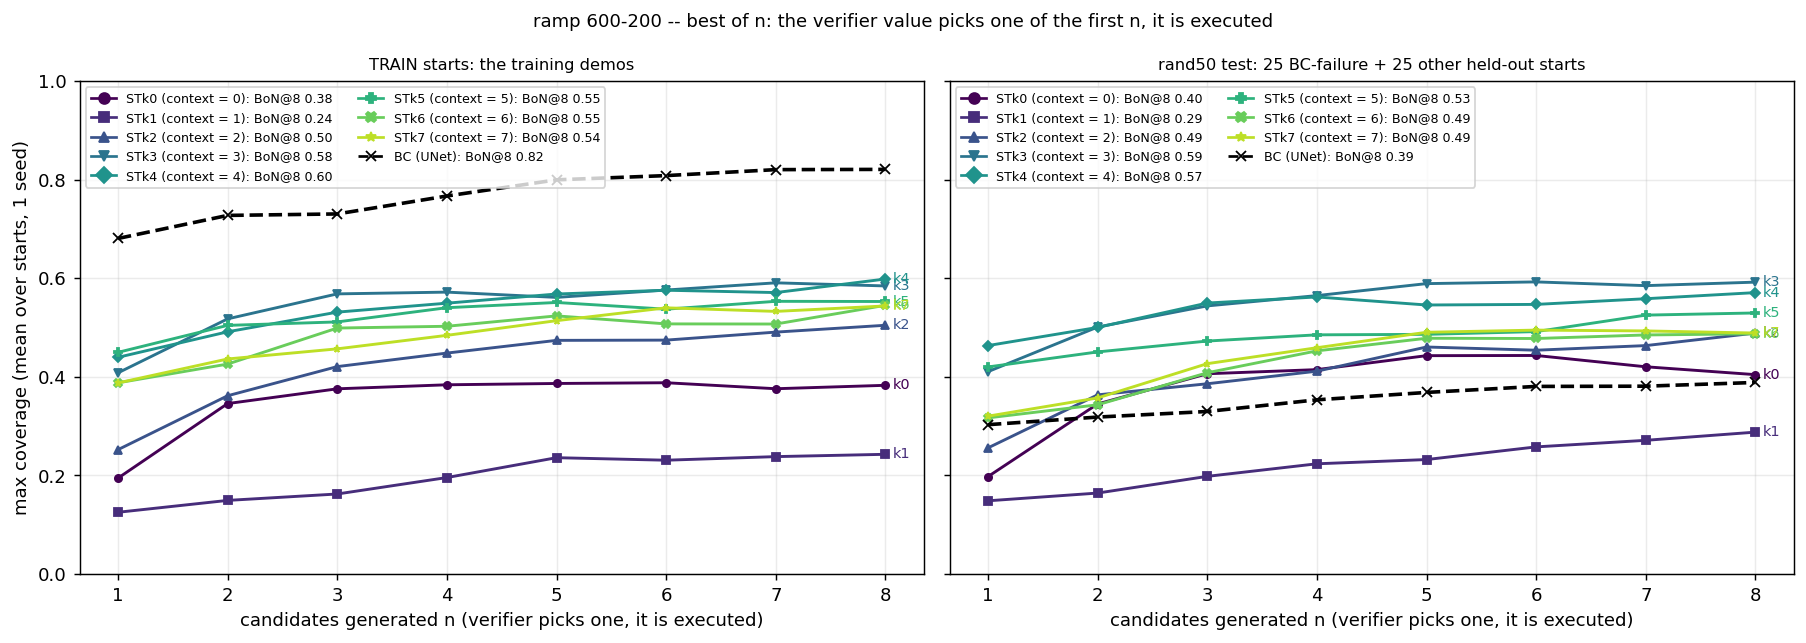 ramp 600-200 -- best of n: the verifier value picks one of the first n, it is executed
TRAIN starts: the training demos
max coverage (mean over starts, 1 seed)
1.0
0.8
0.6
0.4
0.2
0.0
STk0 (context = 0): BoN@8 0.38
STk1 (context = 1): BoN@8 0.24
STk2 (context = 2): BoN@8 0.50
STk3 (context = 3): BoN@8 0.58
STk4 (context = 4): BoN@8 0.60
STk5 (context = 5): BoN@8 0.55
STk6 (context = 6): BoN@8 0.55
STk7 (context = 7): BoN@8 0.54
BC (UNet): BoN@8 0.82
k4
k3
k5
k2
k0
k1
1 2 3 4 5 6 7 8
candidates generated n (verifier picks one, it is executed)
rand50 test: 25 BC-failure + 25 other held-out starts
STk0 (context = 0): BoN@8 0.40
STk1 (context = 1): BoN@8 0.29
STk2 (context = 2): BoN@8 0.49
STk3 (context = 3): BoN@8 0.59
STk4 (context = 4): BoN@8 0.57
STk5 (context = 5): BoN@8 0.53
STk6 (context = 6): BoN@8 0.49
STk7 (context = 7): BoN@8 0.49
BC (UNet): BoN@8 0.39
k3
k4
k5
k0
k1
1 2 3 4 5 6 7 8
candidates generated n (verifier picks one, it is executed)